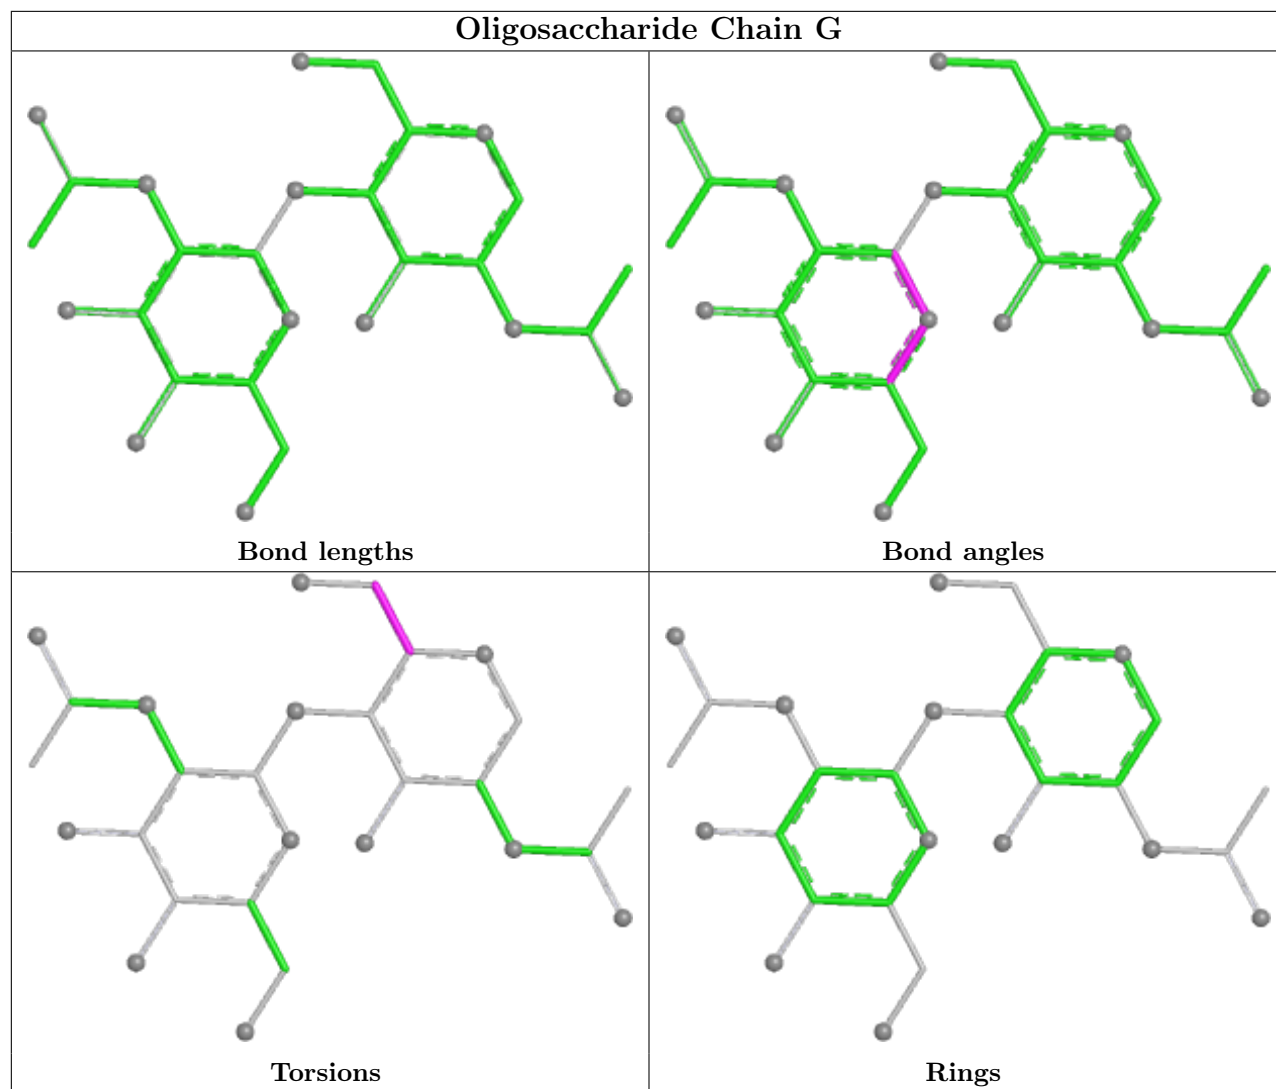 Oligosaccharide Chain G
Bond lengths
Bond angles
Torsions
Rings